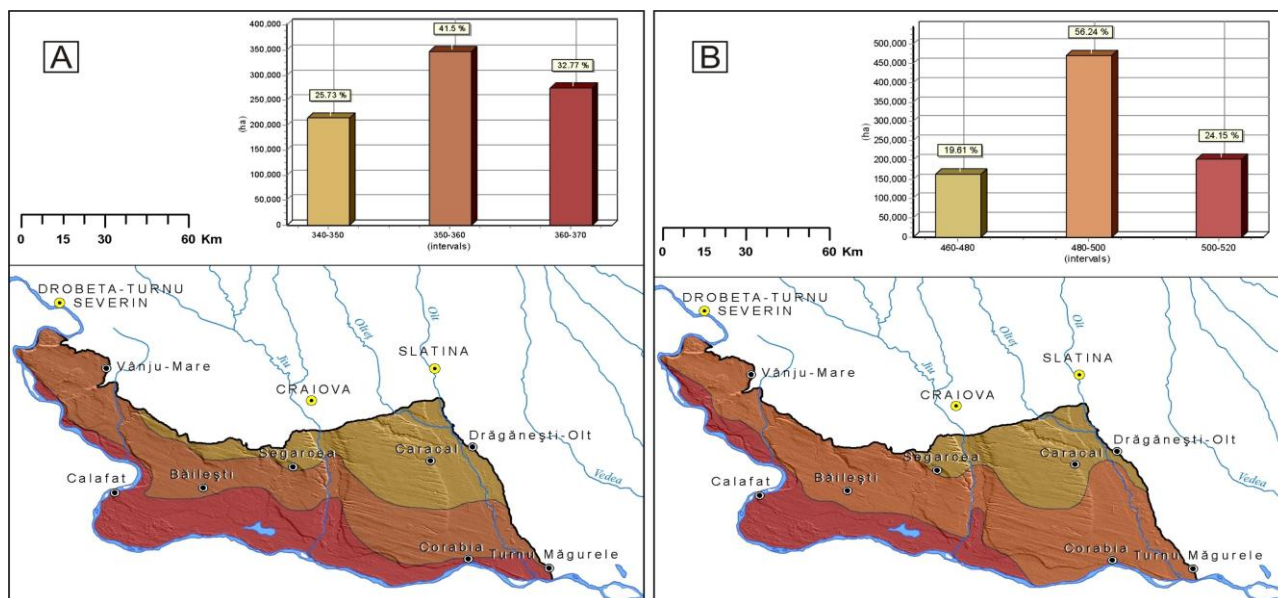 A
400,000
350,000
300,000
250,000
200,000
150,000
100,000
50,000
0
(ha)
25.73 %
41.5 %
32.77 %
340-350
350-360
360-370
(intervals)
0 15 30 60 Km
DROBETA-TURNU
SEVERIN
Vânju-Mare
Jiu
CRAIOVA
Olteț
Olt
SLATINA
Drăgănești-Olt
Vedea
Segarcea
Caracal
Calafat
Băilești
Corabia
Turnu Măgurele
B
500,000
450,000
400,000
350,000
300,000
250,000
200,000
150,000
100,000
50,000
0
(ha)
19.61 %
56.24 %
24.15 %
460-480
480-500
500-520
(intervals)
0 15 30 60 Km
DROBETA-TURNU
SEVERIN
Vânju-Mare
Jiu
CRAIOVA
Olteț
Olt
SLATINA
Drăgănești-Olt
Vedea
Segarcea
Caracal
Calafat
Băilești
Corabia
Turnu Măgurele